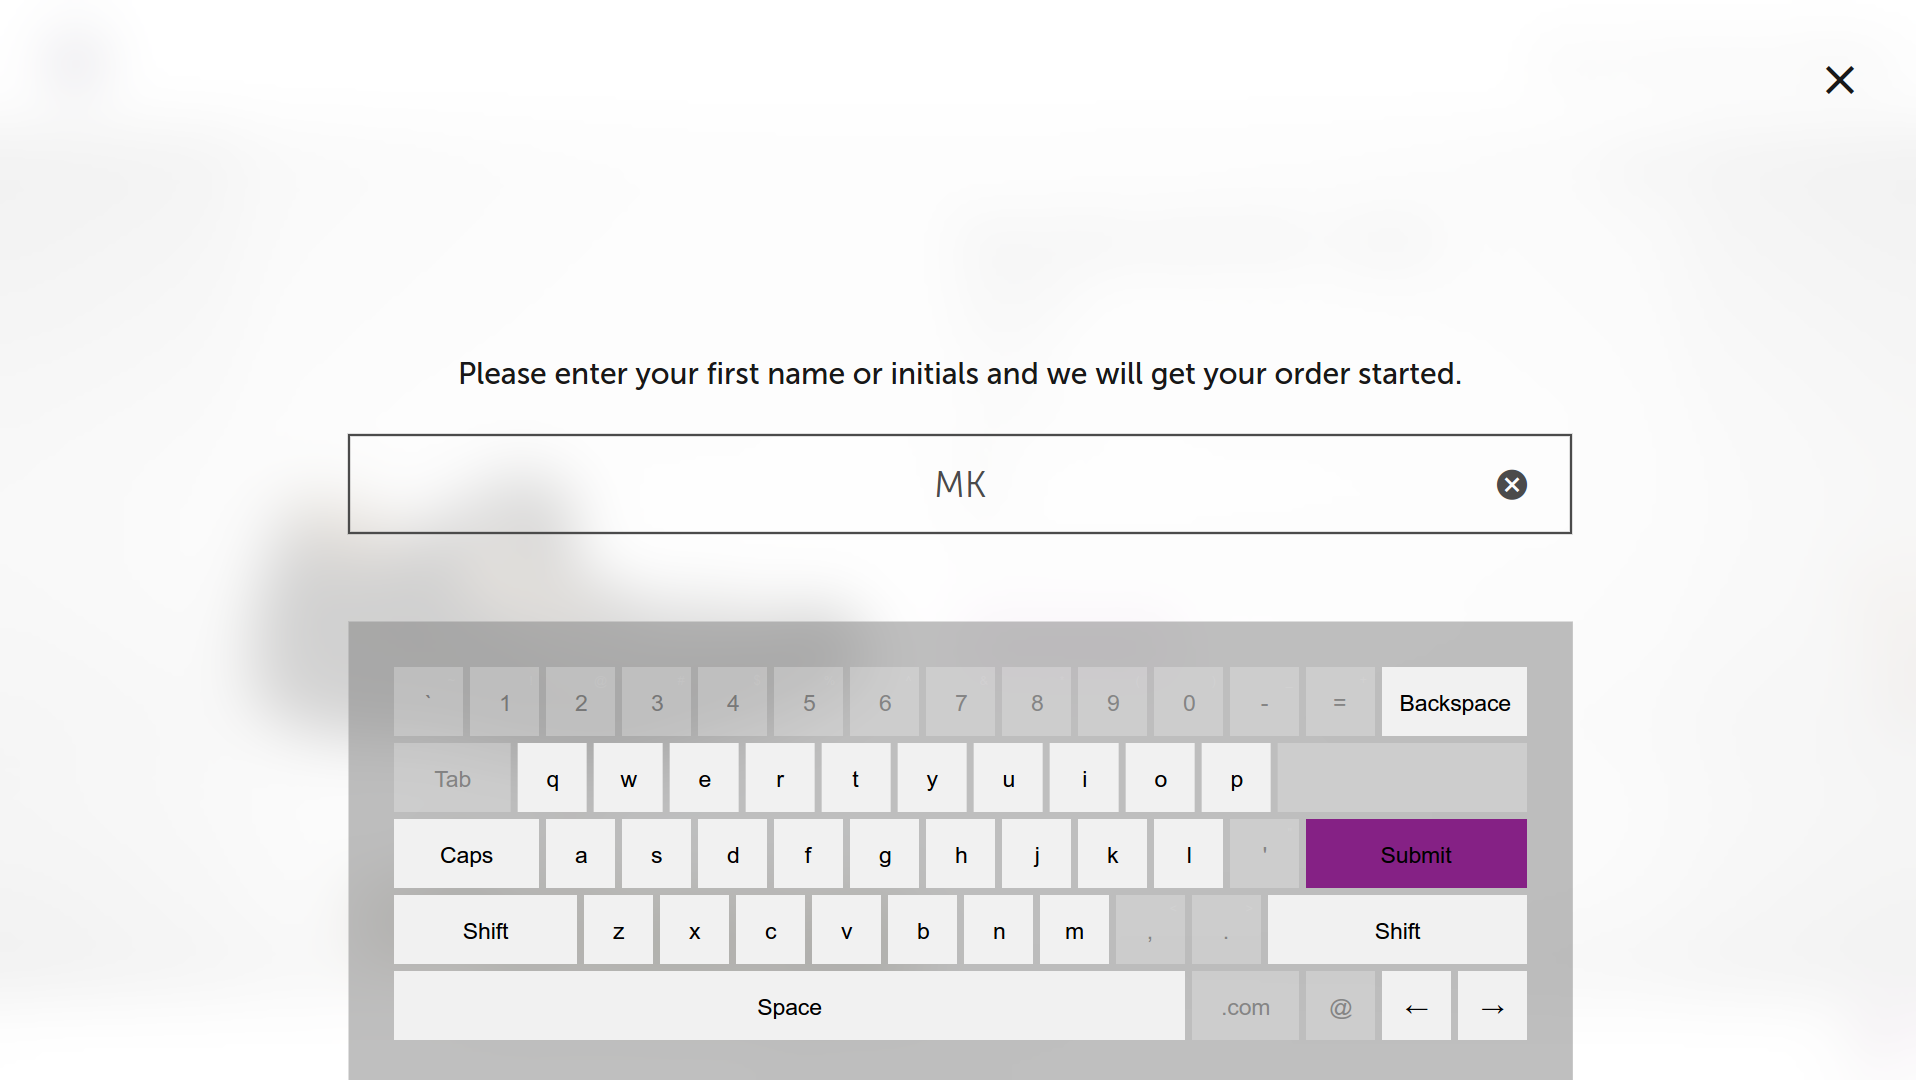 Please enter your first name or initials and we will get your order started.
MK
` 1 2 3 4 5 6 7 8 9 0 - = Backspace
Tab q w e r t y u i o p
Caps a s d f g h j k l ' Submit
Shift z x c v b n m , . Shift
Space .com @ ← →